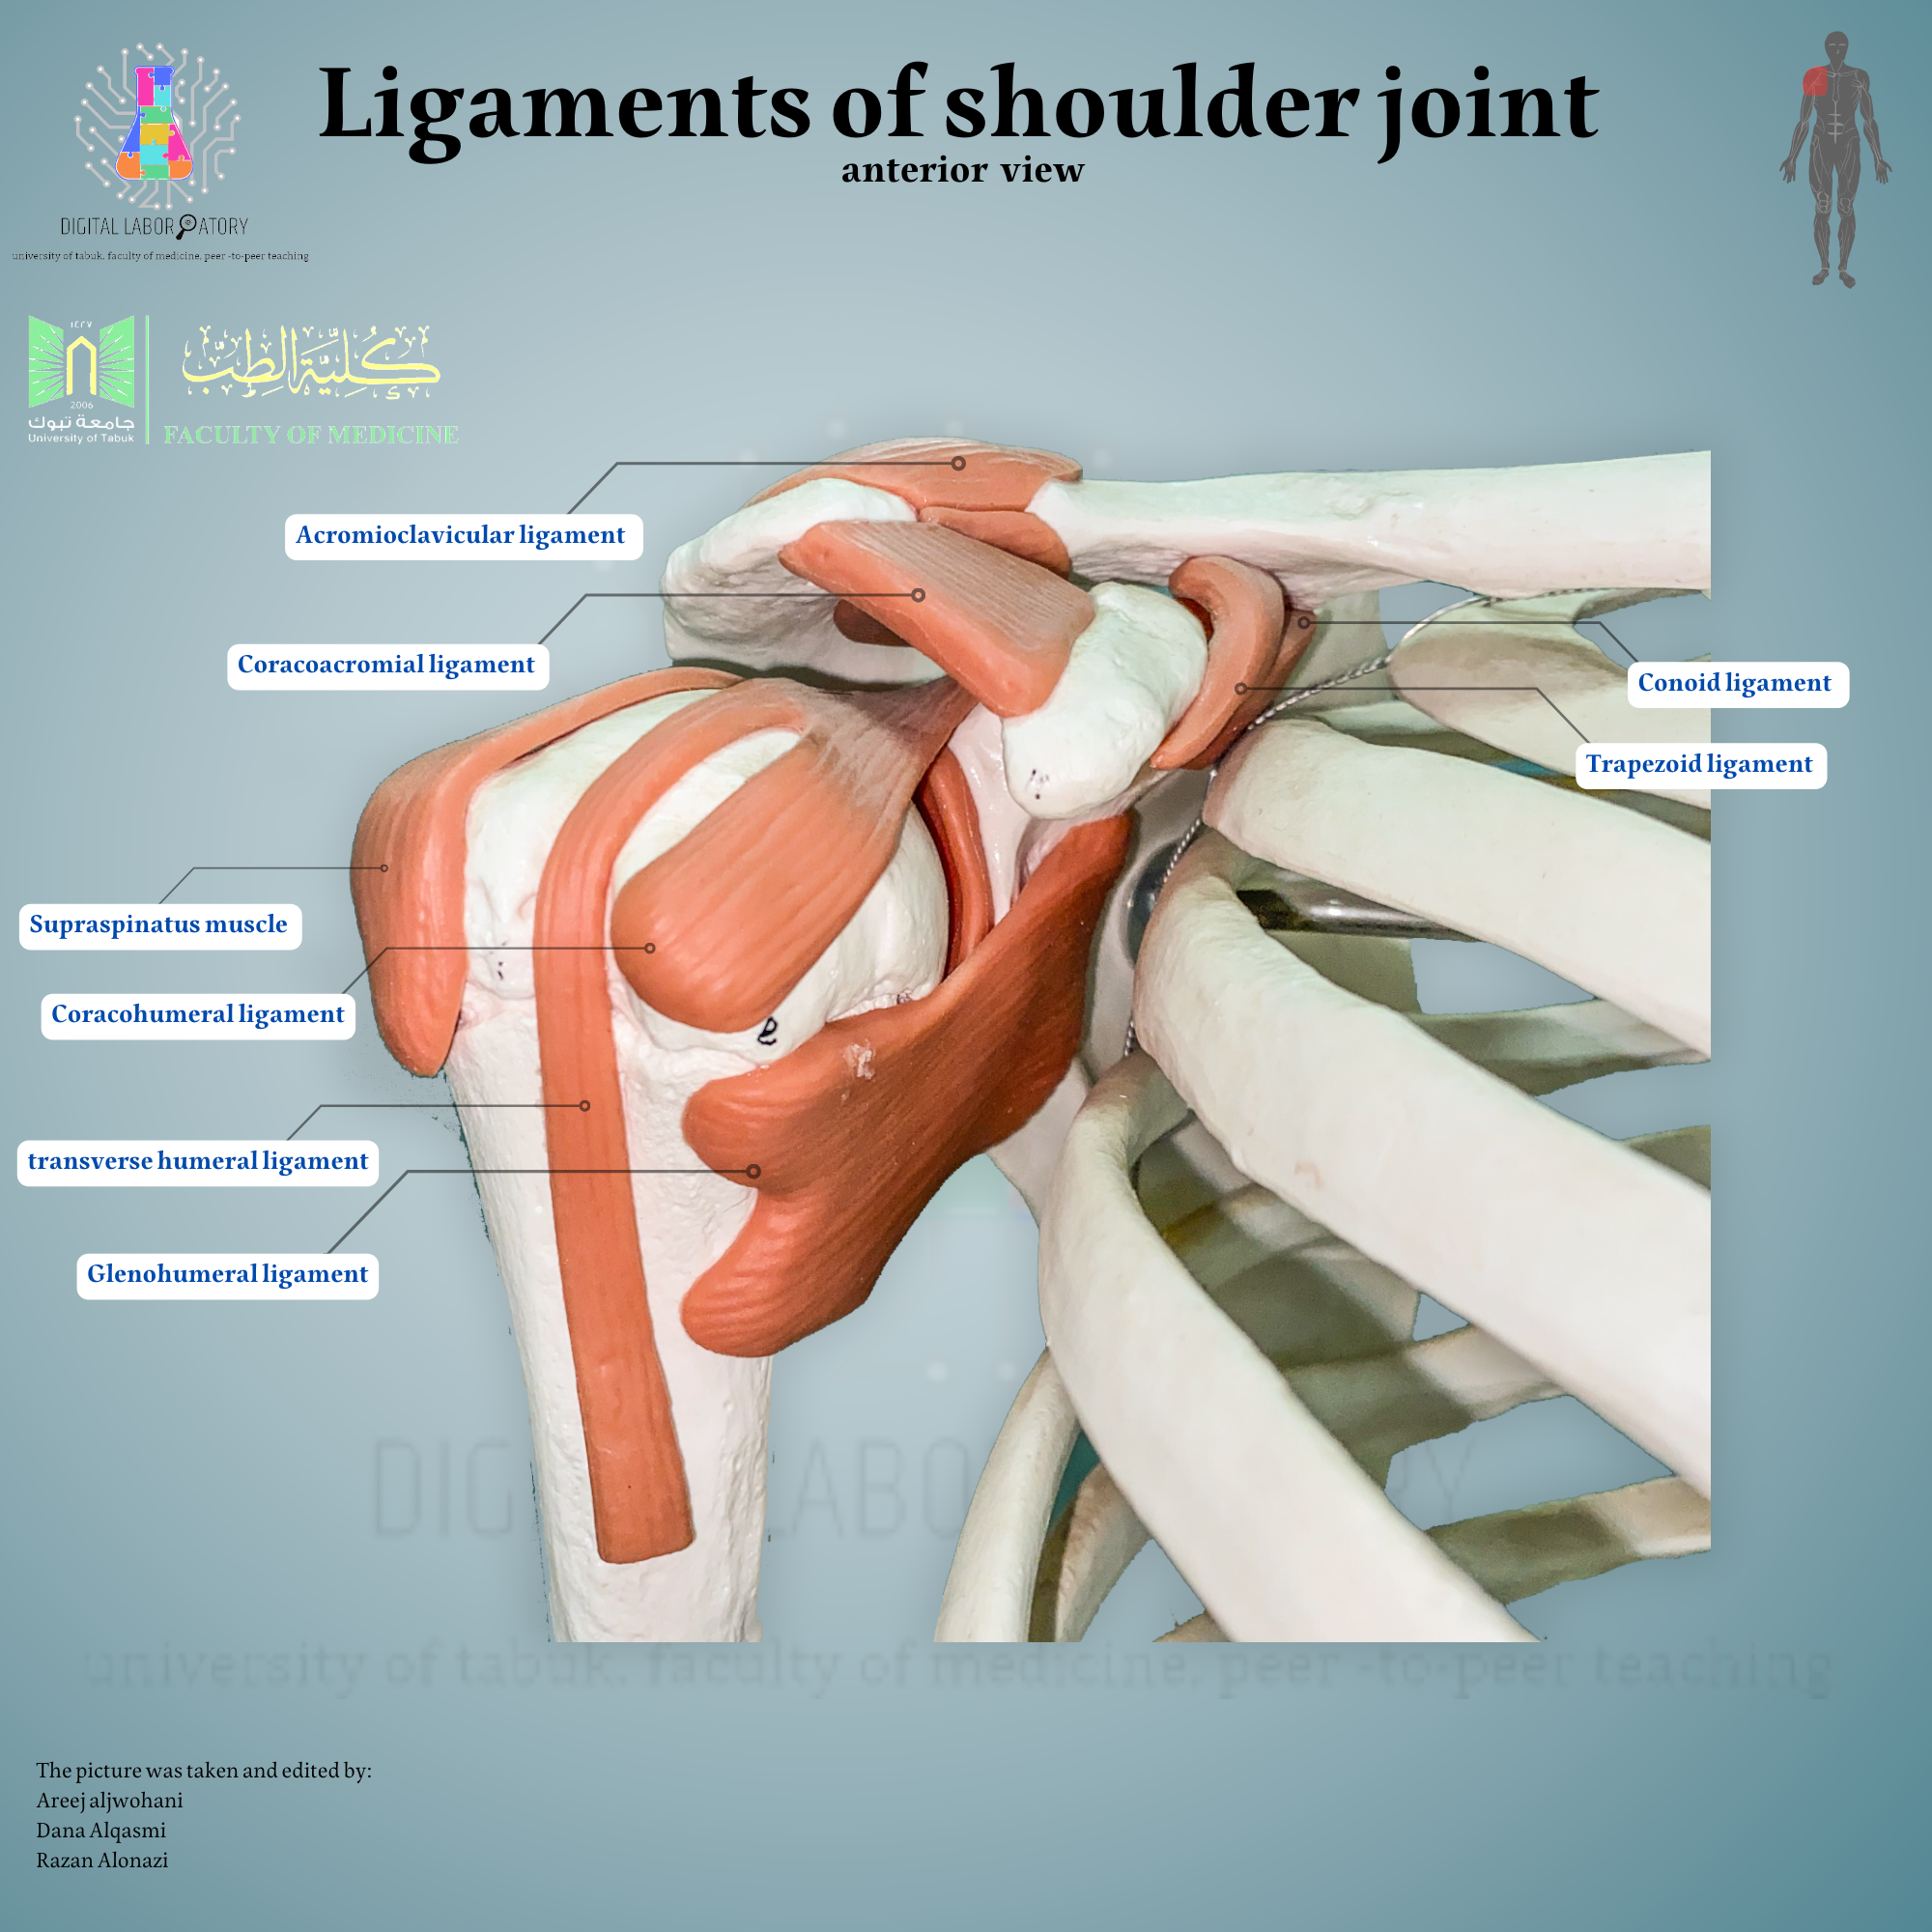 Ligaments of shoulder joint
anterior view
DIGITAL LABORATORY
university of tabuk. faculty of medicine. peer -to-peer teaching
١٤٢٧
2006
جامعة تبوك
University of Tabuk
كلية الطب
FACULTY OF MEDICINE
Acromioclavicular ligament
Coracoacromial ligament
Conoid ligament
Trapezoid ligament
Supraspinatus muscle
Coracohumeral ligament
transverse humeral ligament
Glenohumeral ligament
DIGITAL LABORATORY
university of tabuk. faculty of medicine. peer -to-peer teaching
The picture was taken and edited by:
Areej aljwohani
Dana Alqasmi
Razan Alonazi